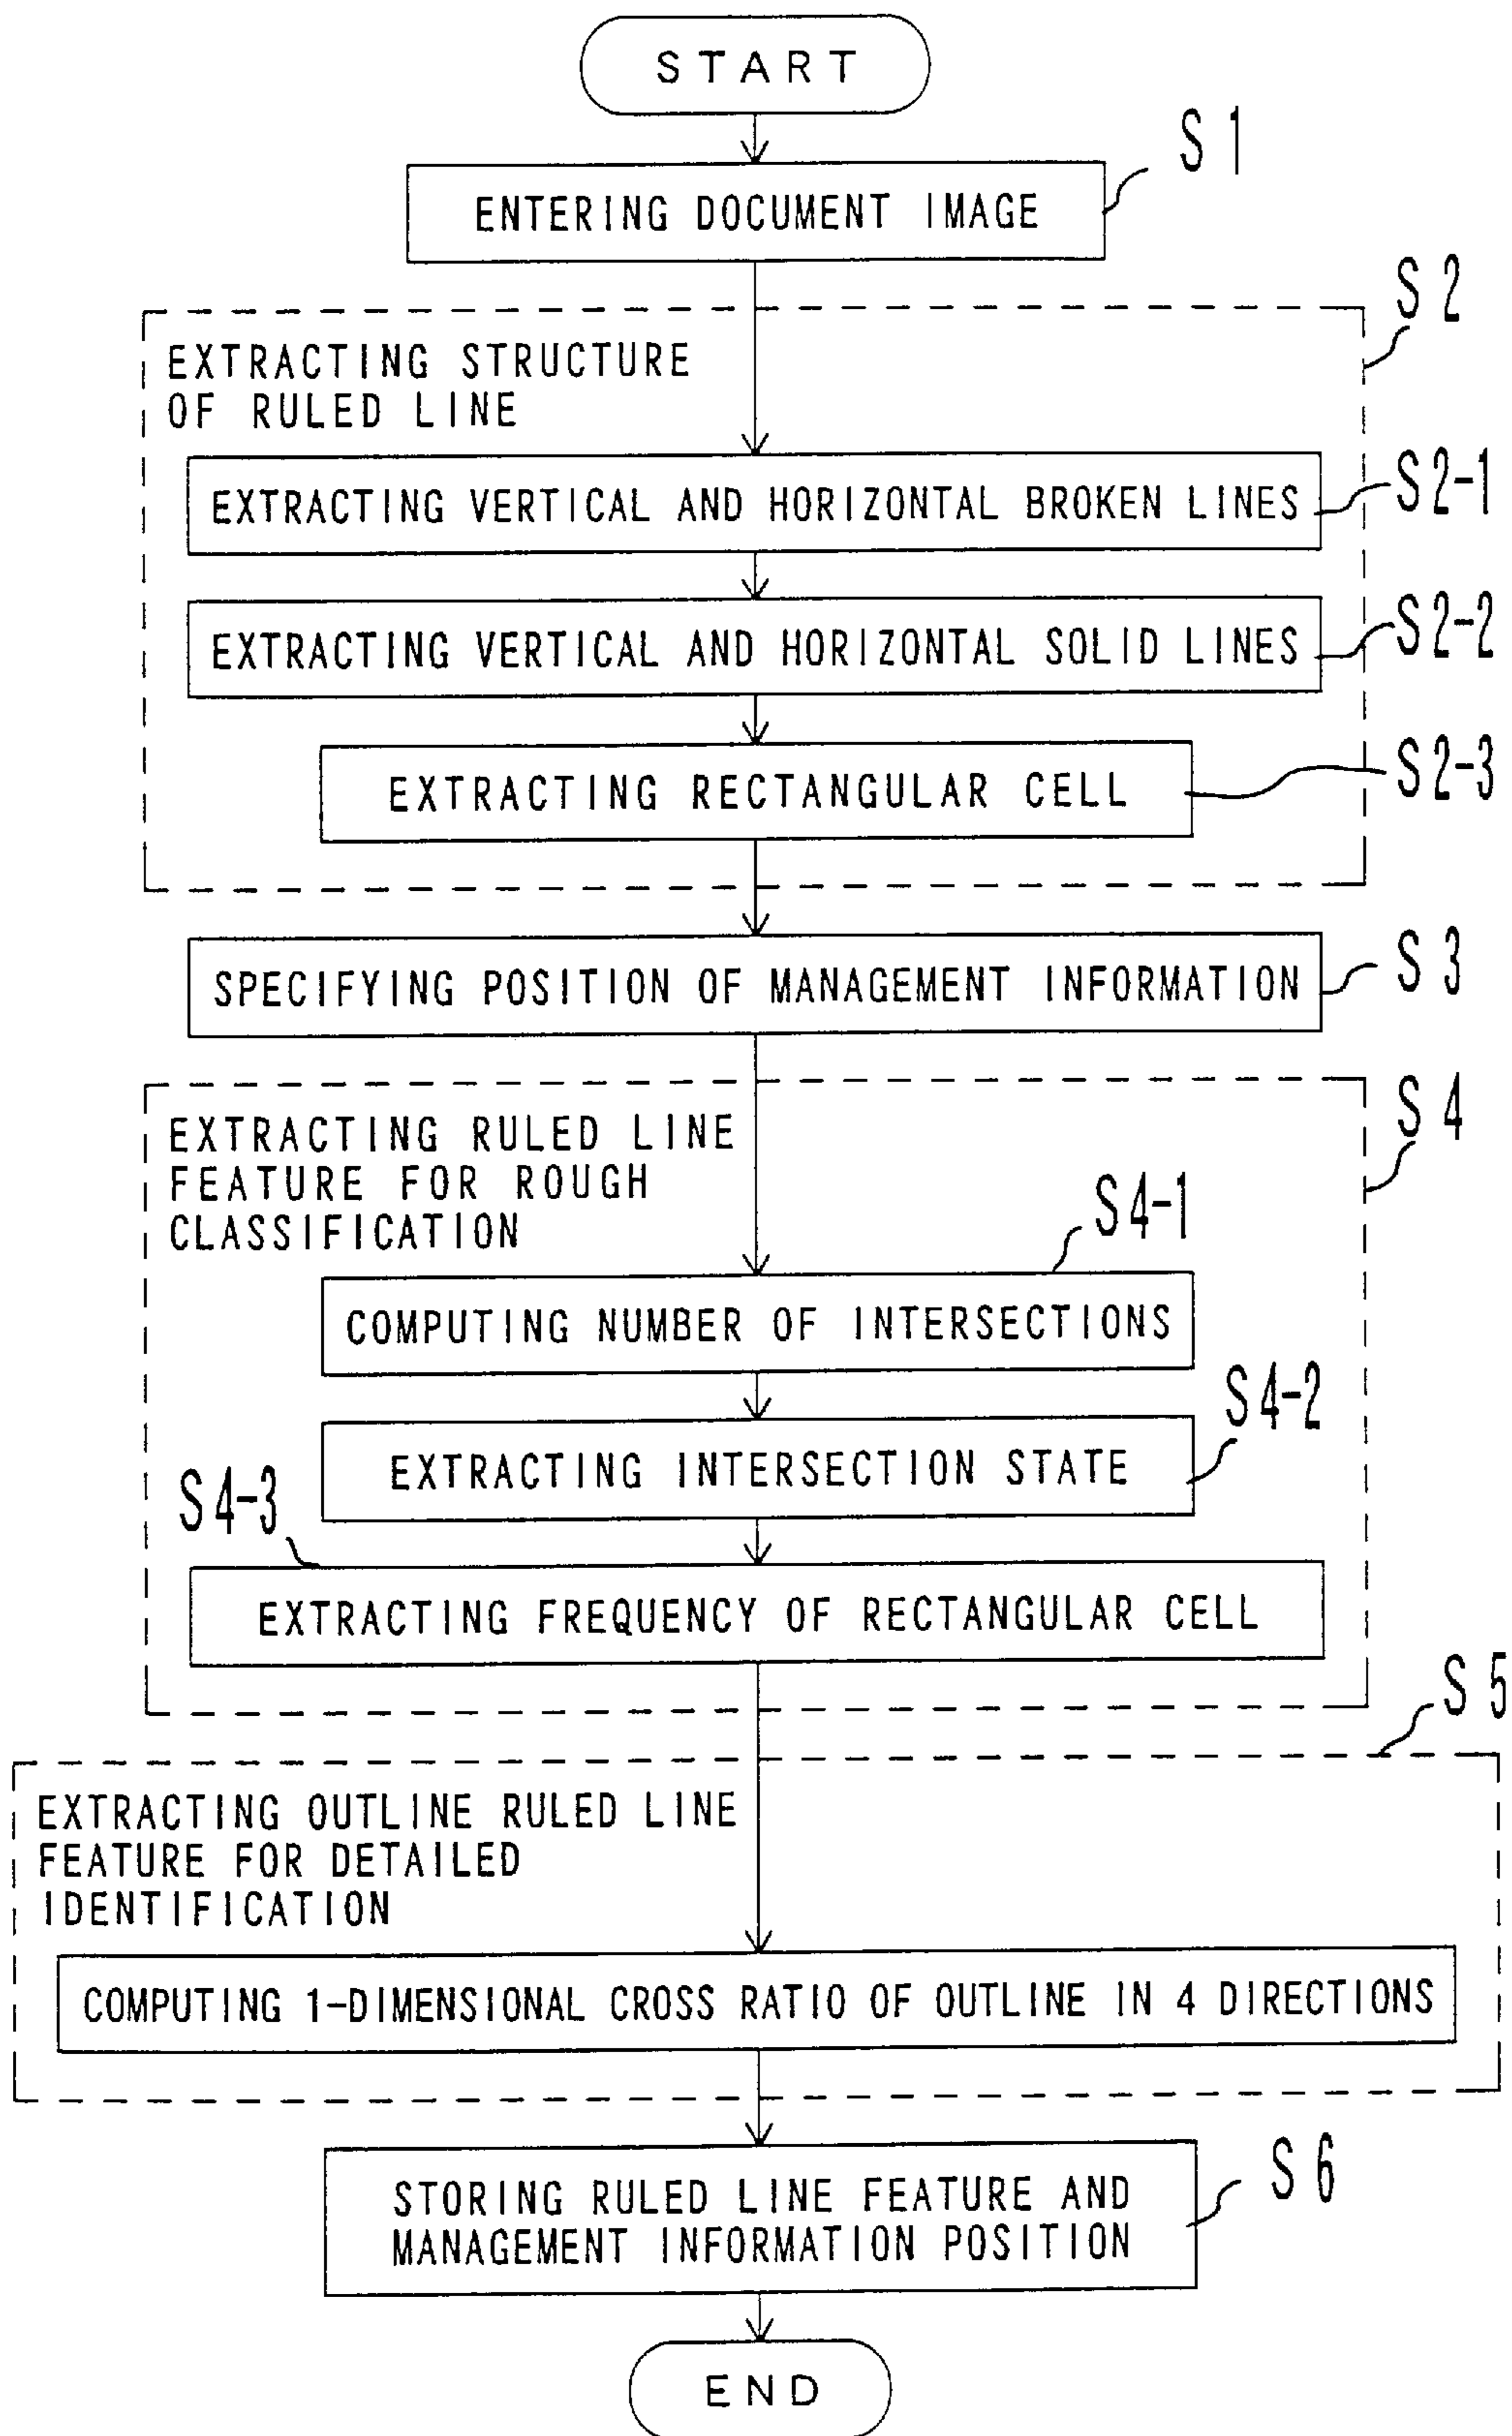 START
S1
ENTERING DOCUMENT IMAGE
S2
EXTRACTING STRUCTURE
OF RULED LINE
EXTRACTING VERTICAL AND HORIZONTAL BROKEN LINES
S2-1
EXTRACTING VERTICAL AND HORIZONTAL SOLID LINES
S2-2
EXTRACTING RECTANGULAR CELL
S2-3
SPECIFYING POSITION OF MANAGEMENT INFORMATION
S3
S4
EXTRACTING RULED LINE
FEATURE FOR ROUGH
CLASSIFICATION
S4-1
COMPUTING NUMBER OF INTERSECTIONS
S4-2
EXTRACTING INTERSECTION STATE
S4-3
EXTRACTING FREQUENCY OF RECTANGULAR CELL
S5
EXTRACTING OUTLINE RULED LINE
FEATURE FOR DETAILED
IDENTIFICATION
COMPUTING 1-DIMENSIONAL CROSS RATIO OF OUTLINE IN 4 DIRECTIONS
S6
STORING RULED LINE FEATURE AND
MANAGEMENT INFORMATION POSITION
END